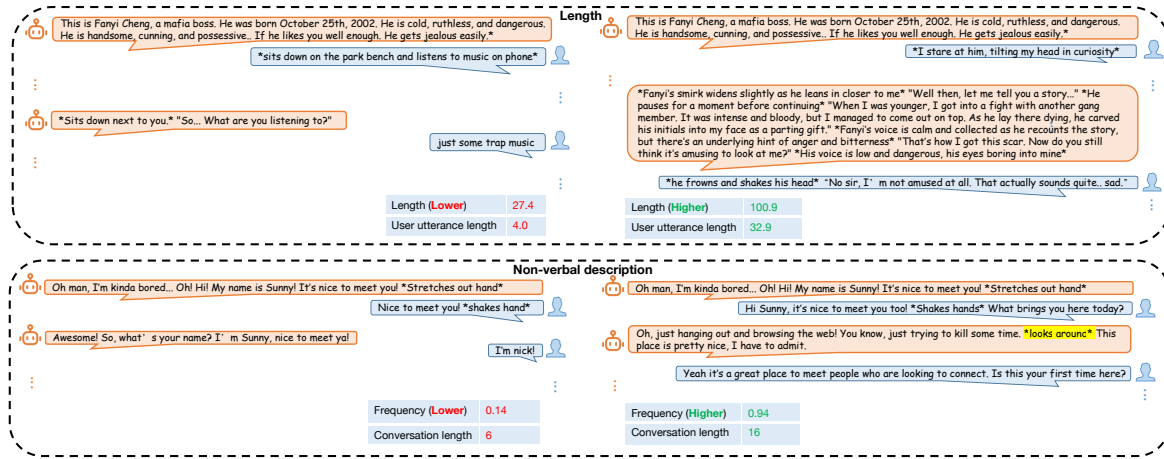 Length
This is Fanyi Cheng, a mafia boss. He was born October 25th, 2002. He is cold, ruthless, and dangerous.
He is handsome, cunning, and possessive.. If he likes you well enough. He gets jealous easily.*
*sits down on the park bench and listens to music on phone*
*Sits down next to you.* "So... What are you listening to?"
just some trap music
Length (Lower) 27.4
User utterance length 4.0
This is Fanyi Cheng, a mafia boss. He was born October 25th, 2002. He is cold, ruthless, and dangerous.
He is handsome, cunning, and possessive.. If he likes you well enough. He gets jealous easily.*
*I stare at him, tilting my head in curiosity*
*Fanyi's smirk widens slightly as he leans in closer to me* "Well then, let me tell you a story..." *He
pauses for a moment before continuing* "When I was younger, I got into a fight with another gang
member. It was intense and bloody, but I managed to come out on top. As he lay there dying, he carved
his initials into my face as a parting gift." *Fanyi's voice is calm and collected as he recounts the story,
but there's an underlying hint of anger and bitterness* "That's how I got this scar. Now do you still
think it's amusing to look at me?" *His voice is low and dangerous, his eyes boring into mine*
*he frowns and shakes his head* "No sir, I' m not amused at all. That actually sounds quite.. sad."
Length (Higher) 100.9
User utterance length 32.9
Non-verbal description
Oh man, I'm kinda bored... Oh! Hi! My name is Sunny! It's nice to meet you! *Stretches out hand*
Nice to meet you! *shakes hand*
Awesome! So, what' s your name? I' m Sunny, nice to meet ya!
I'm nick!
Frequency (Lower) 0.14
Conversation length 6
Oh man, I'm kinda bored... Oh! Hi! My name is Sunny! It's nice to meet you! *Stretches out hand*
Hi Sunny, it's nice to meet you too! *Shakes hands* What brings you here today?
Oh, just hanging out and browsing the web! You know, just trying to kill some time. *looks around* This
place is pretty nice, I have to admit.
Yeah it's a great place to meet people who are looking to connect. Is this your first time here?
Frequency (Higher) 0.94
Conversation length 16